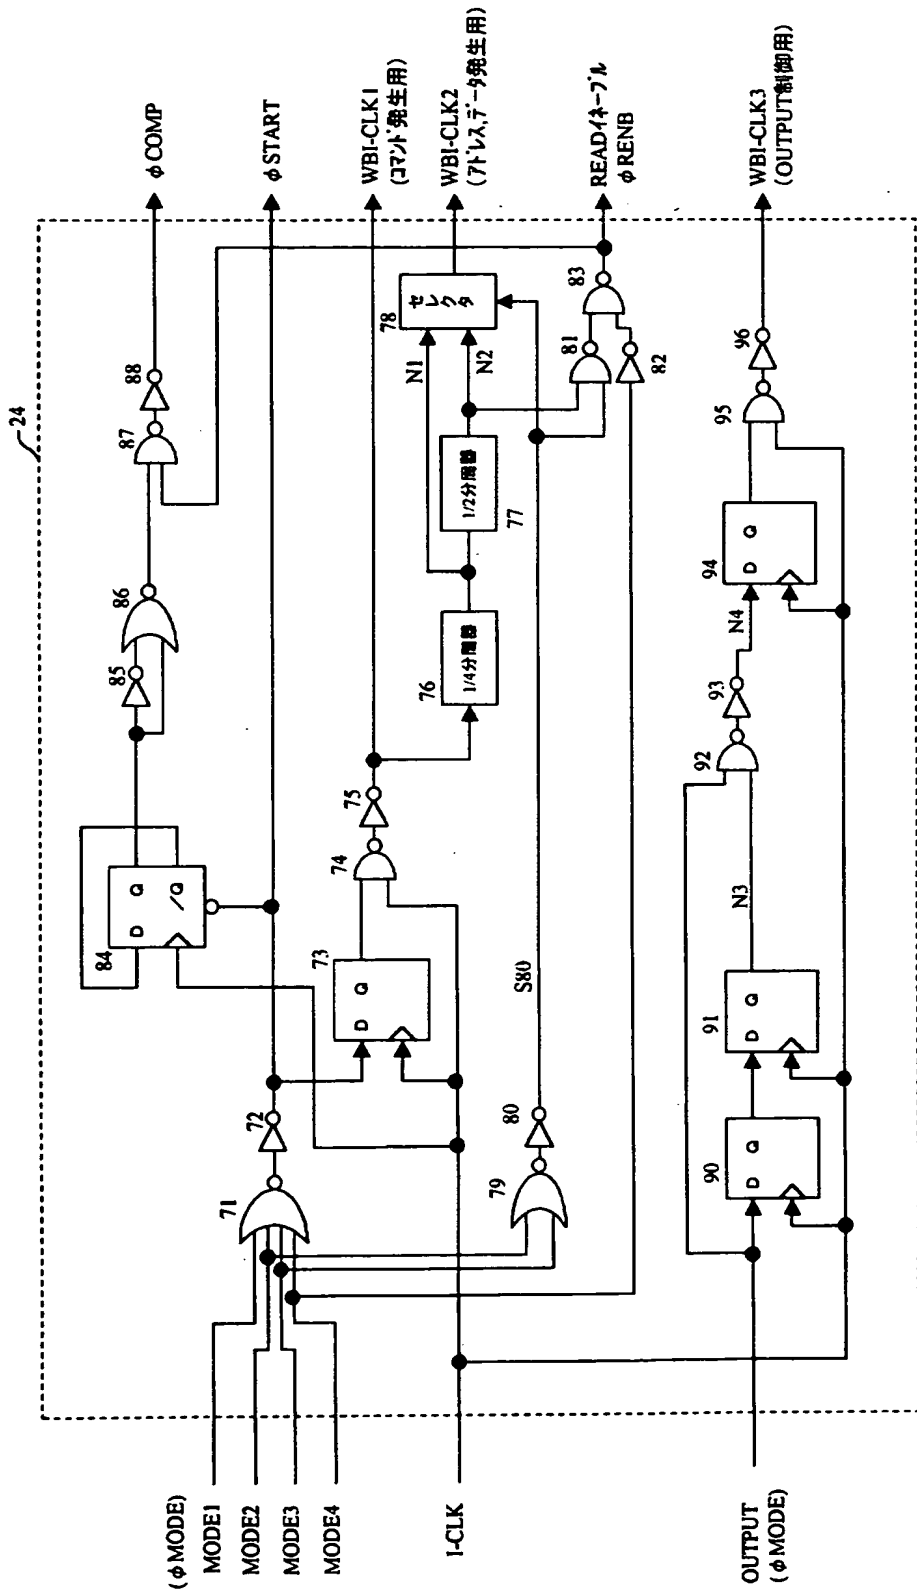 24
(φMODE)
MODE1
MODE2
MODE3
MODE4
I-CLK
OUTPUT
(φMODE)
71
72
73
D
Q
74
75
76
1/4分周器
77
1/2分周器
78
セレクタ
N1
N2
79
80
S80
81
82
83
84
D
Q
/Q
85
86
87
88
90
D
Q
91
D
Q
N3
92
93
N4
94
D
Q
95
96
φCOMP
φSTART
WBI-CLK1
(コマンド発生用)
WBI-CLK2
(アドレス,データ発生用)
READイネーブル
φRENB
WBI-CLK3
(OUTPUT制御用)